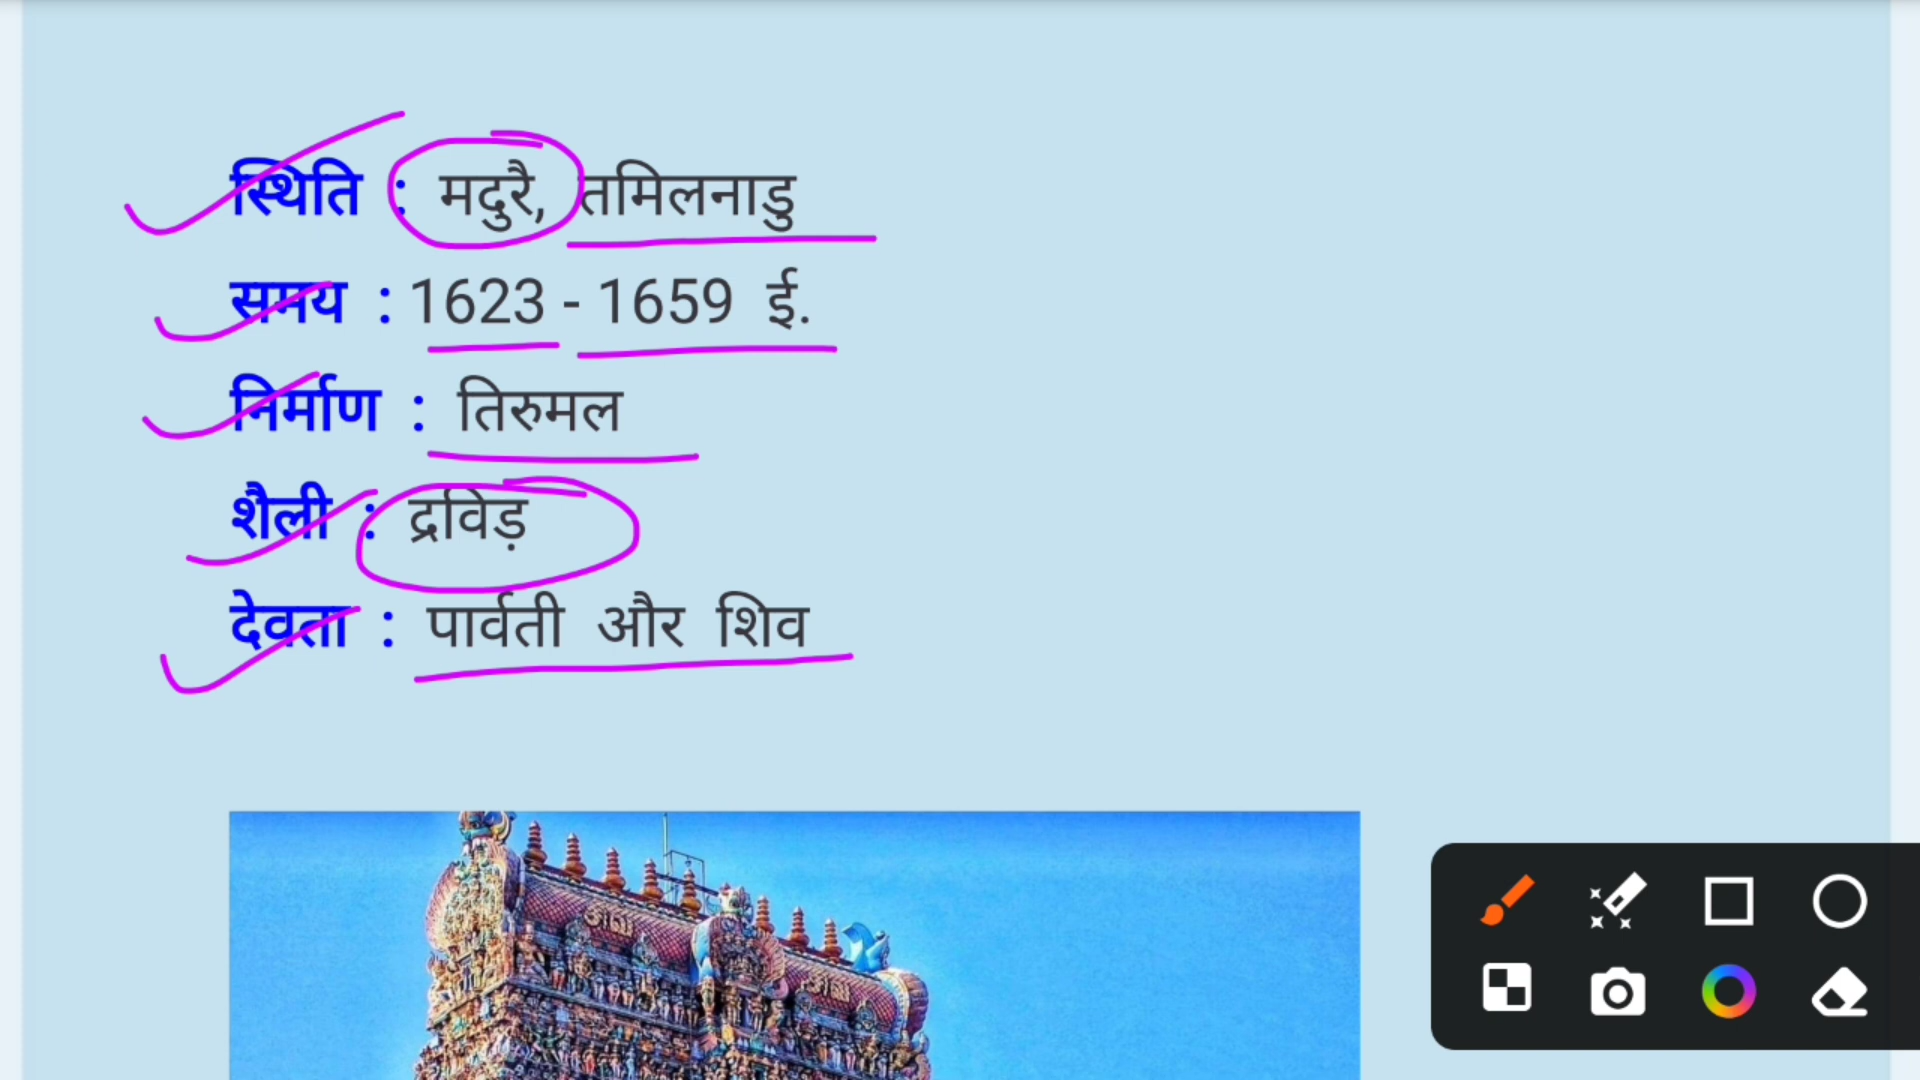 स्थिति : मदुरै, तमिलनाडु
समय : 1623 - 1659 ई.
निर्माण : तिरुमल
शैली : द्रविड़
देवता : पार्वती और शिव